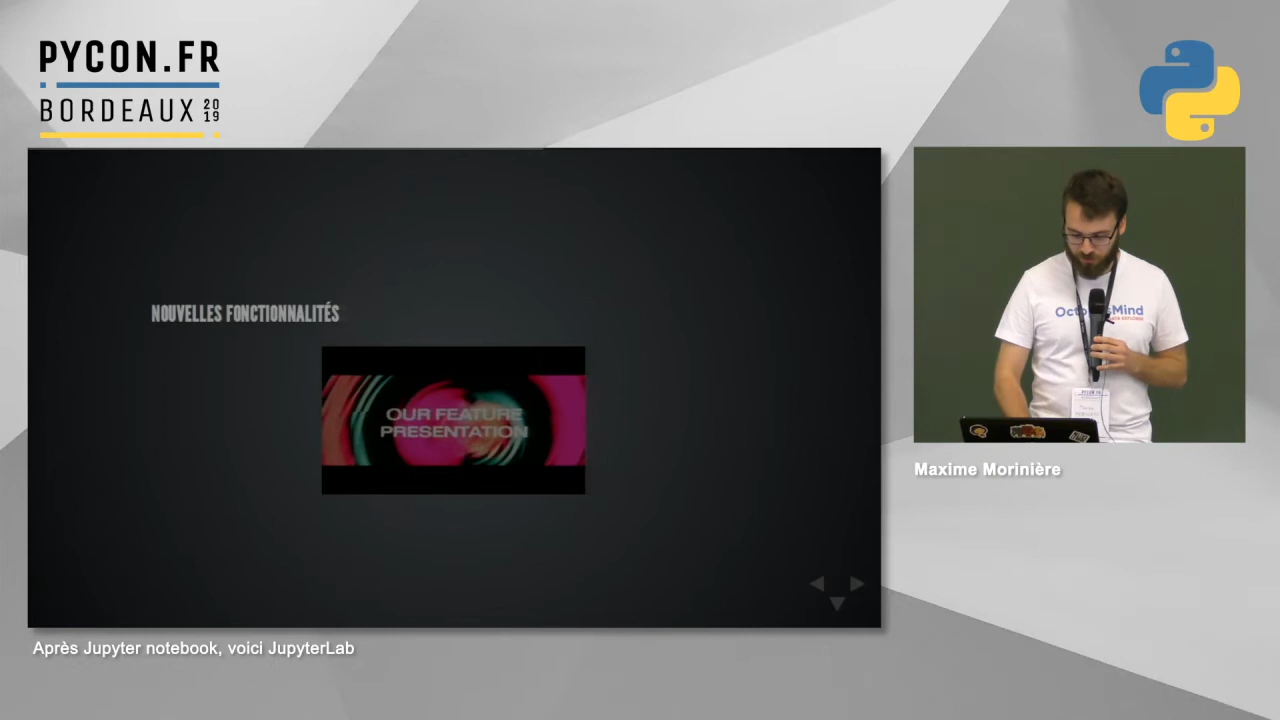 PYCON.FR
BORDEAUX 2019
NOUVELLES FONCTIONNALITÉS
OUR FEATURE
PRESENTATION
Maxime Morinière
Après Jupyter notebook, voici JupyterLab